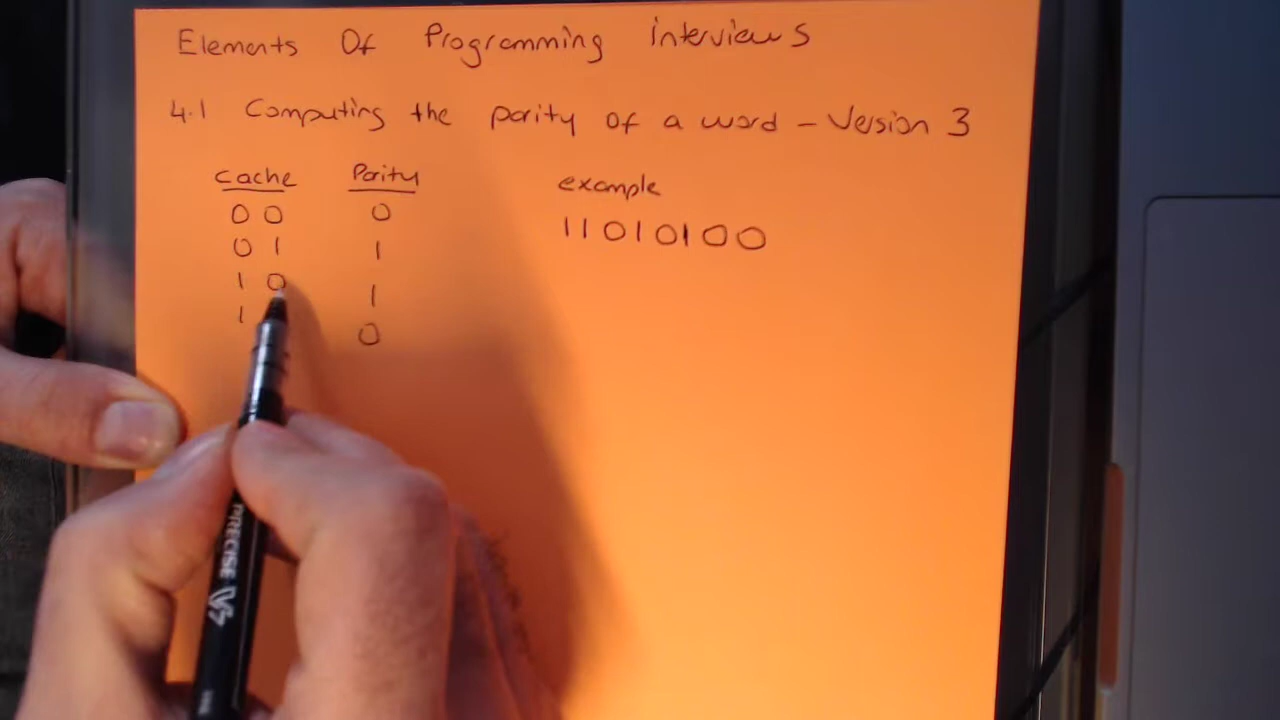 Elements Of Programming interviews
4.1 Computing the parity of a word - Version 3
Cache Parity
0 0 0
0 1 1
1 0 1
1 0
example
11010100
PRECISE V7